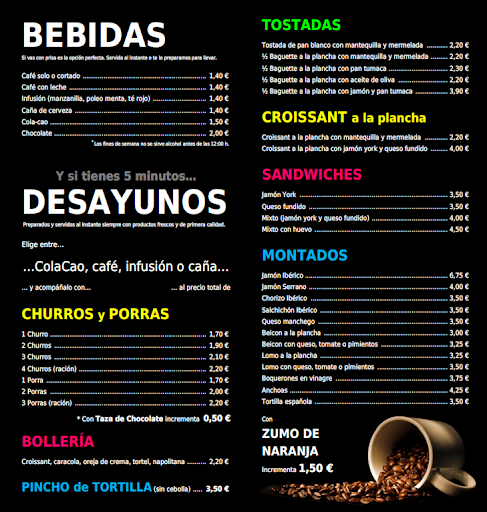 BEBIDAS
Si vas con prisa es la opción perfecta. Servida al instante o te lo preparamos para llevar.
Café solo o cortado 1,40 €
Café con leche 1,40 €
Infusión (manzanilla, poleo menta, té rojo) 1,40 €
Caña de cerveza 1,40 €
Cola-cao 1,50 €
Chocolate 2,00 €
*Los fines de semana no se sirve alcohol antes de las 12:00 h.
Y si tienes 5 minutos...
DESAYUNOS
Preparados y servidos al instante siempre con productos frescos y de primera calidad.
Elige entre...
...ColaCao, café, infusión o caña...
... y acompáñalo con... ... al precio total de
CHURROS y PORRAS
1 Churro 1,70 €
2 Churros 1,90 €
3 Churros 2,10 €
4 Churros (ración) 2,20 €
1 Porra 1,70 €
2 Porras 2,00 €
3 Porras (ración) 2,20 €
* Con Taza de Chocolate incrementa 0,50 €
BOLLERÍA
Croissant, caracola, oreja de crema, tortel, napolitana 2,20 €
PINCHO de TORTILLA (sin cebolla) 3,50 €
TOSTADAS
Tostada de pan blanco con mantequilla y mermelada 2,20 €
½ Baguette a la plancha con mantequilla y mermelada 2,20 €
½ Baguette a la plancha con pan tumaca 2,30 €
½ Baguette a la plancha con aceite de oliva 2,20 €
½ Baguette a la plancha con jamón y pan tumaca 3,90 €
CROISSANT a la plancha
Croissant a la plancha con mantequilla y mermelada 2,20 €
Croissant a la plancha con jamón york y queso fundido 4,00 €
SANDWICHES
Jamón York 3,50 €
Queso fundido 3,50 €
Mixto (jamón york y queso fundido) 4,00 €
Mixto con huevo 4,50 €
MONTADOS
Jamón Ibérico 6,75 €
Jamón Serrano 4,00 €
Chorizo Ibérico 3,50 €
Salchichón Ibérico 3,50 €
Queso manchego 3,50 €
Beicon a la plancha 3,00 €
Beicon con queso, tomate o pimientos 3,25 €
Lomo a la plancha 3,25 €
Lomo con queso, tomate o pimientos 3,50 €
Boquerones en vinagre 3,75 €
Anchoas 4,25 €
Tortilla española 3,50 €
Con
ZUMO DE
NARANJA
Incrementa 1,50 €